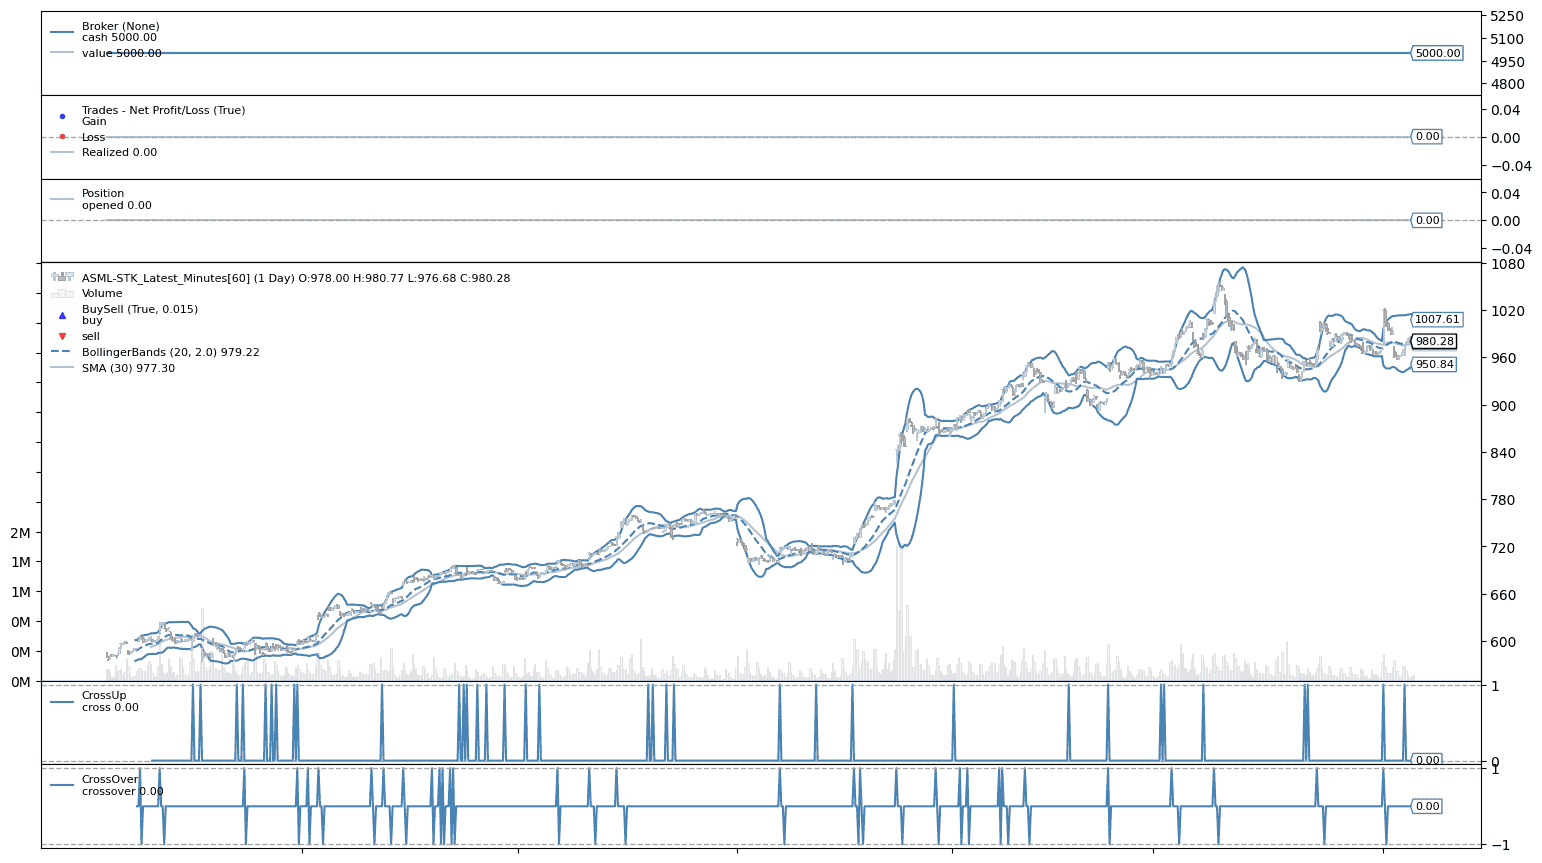 Broker (None)
cash 5000.00
value 5000.00
5250
5100
4950
4800
5000.00
Trades - Net Profit/Loss (True)
Gain
Loss
Realized 0.00
0.04
0.00
−0.04
0.00
Position
opened 0.00
0.04
0.00
−0.04
0.00
ASML-STK_Latest_Minutes[60] (1 Day) O:978.00 H:980.77 L:976.68 C:980.28
Volume
BuySell (True, 0.015)
buy
sell
BollingerBands (20, 2.0) 979.22
SMA (30) 977.30
1080
1020
960
900
840
780
720
660
600
1007.61
980.28
950.84
2M
1M
1M
0M
0M
0M
CrossUp
cross 0.00
1
0
0.00
CrossOver
crossover 0.00
1
−1
0.00